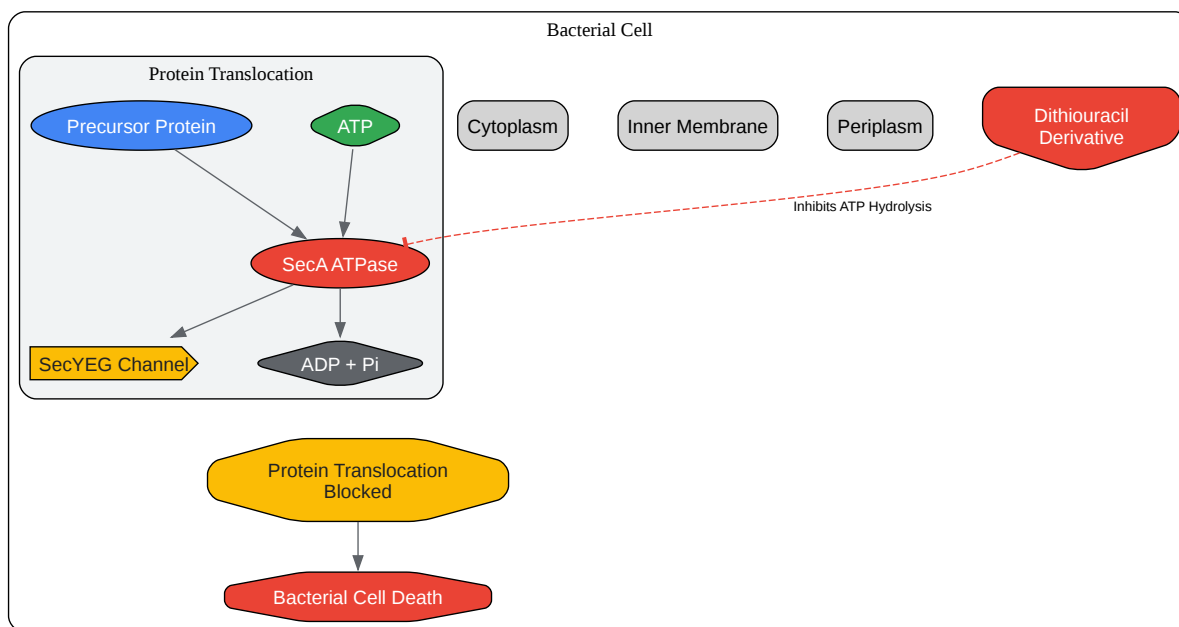 Bacterial Cell
Protein Translocation
Precursor Protein
ATP
Cytoplasm
Inner Membrane
Periplasm
Dithiouracil
Derivative
Inhibits ATP Hydrolysis
SecA ATPase
SecYEG Channel
ADP + Pi
Protein Translocation
Blocked
Bacterial Cell Death